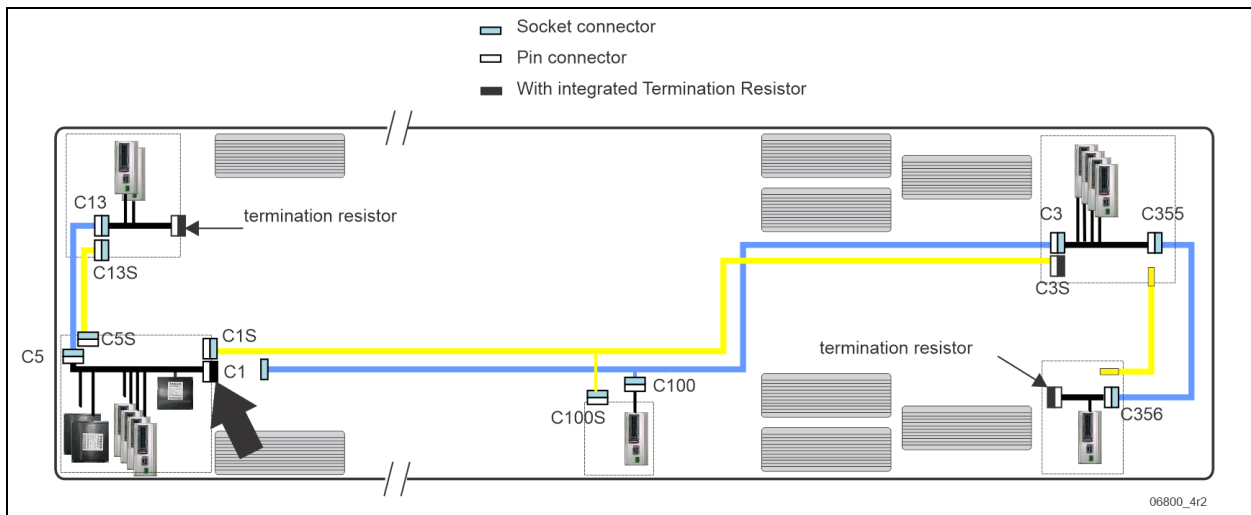 Socket connector
Pin connector
With integrated Termination Resistor
C13
termination resistor
C13S
C3
C355
C3S
C5
C5S
C1S
C1
C100
C100S
termination resistor
C356
06800_4r2